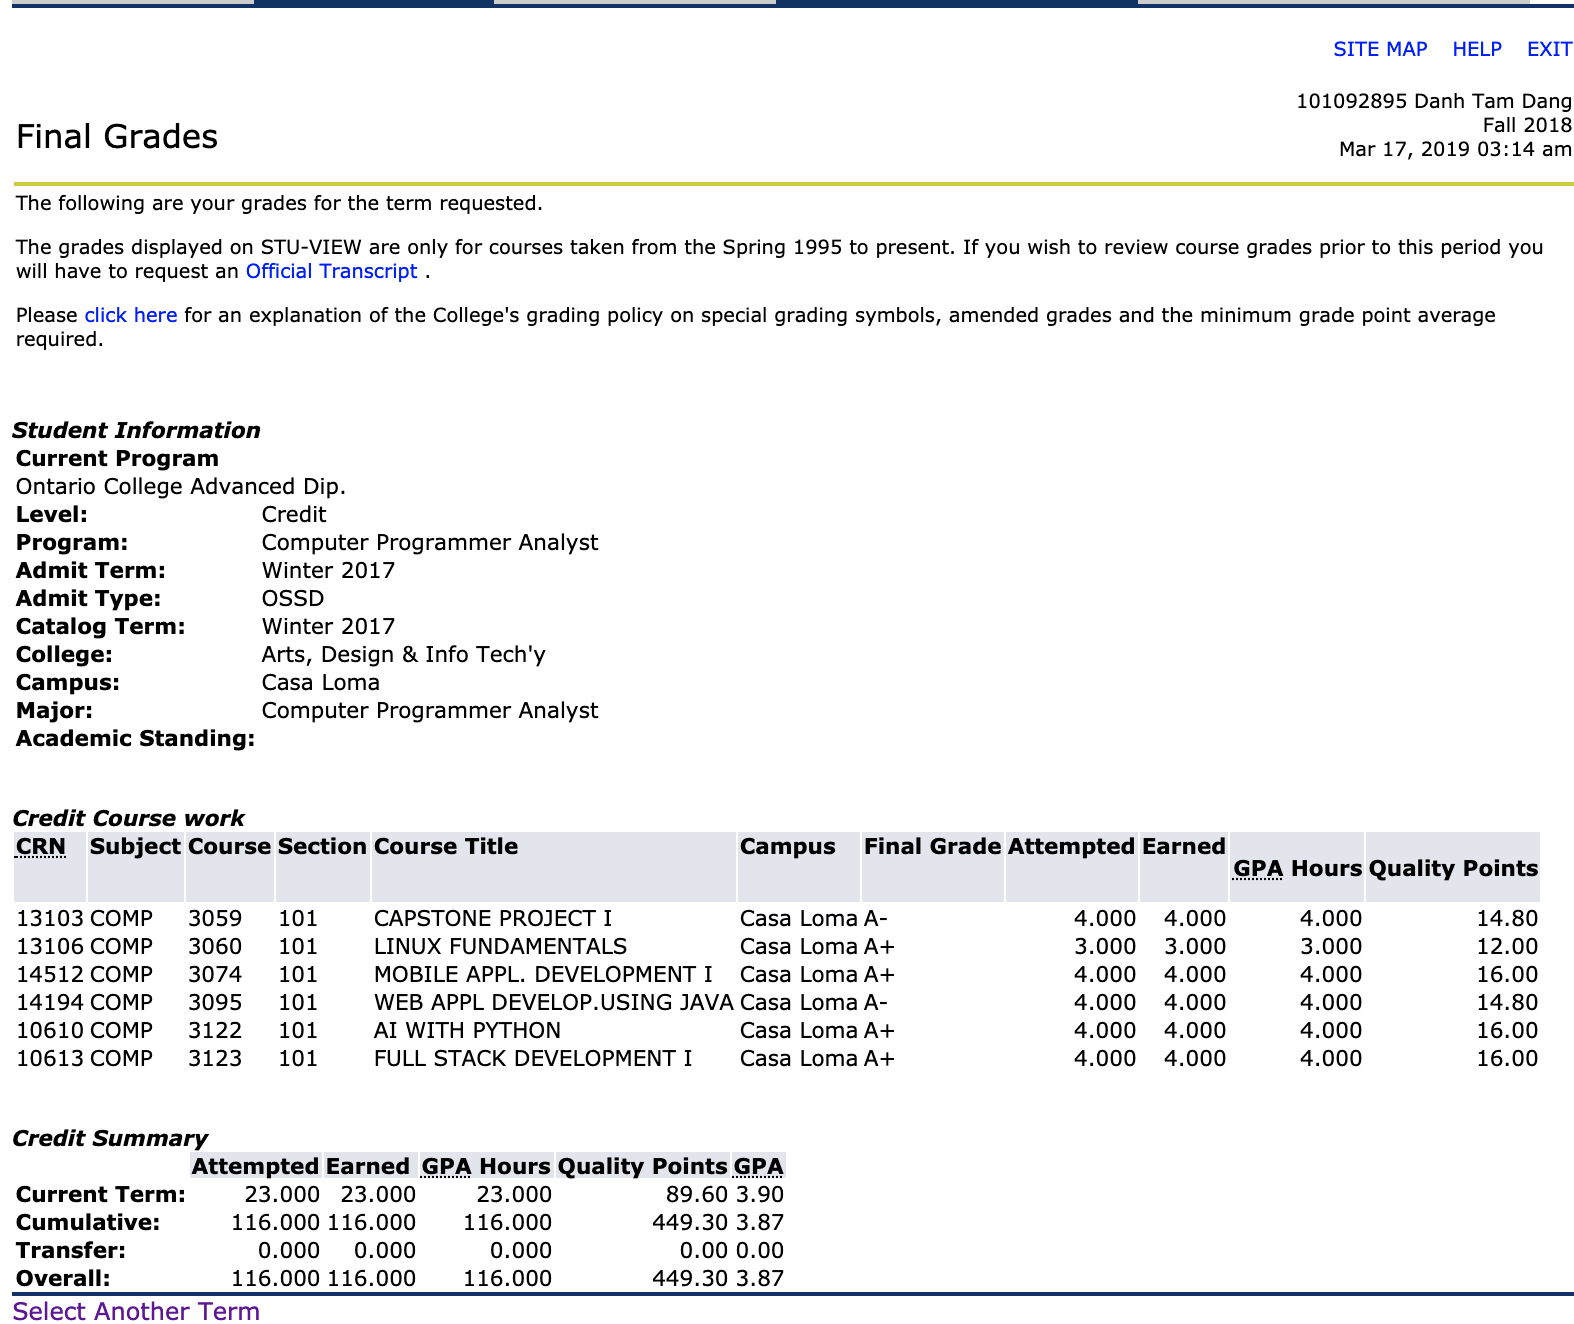 SITE MAP HELP EXIT
101092895 Danh Tam Dang
Fall 2018
Mar 17, 2019 03:14 am
Final Grades
The following are your grades for the term requested.
The grades displayed on STU-VIEW are only for courses taken from the Spring 1995 to present. If you wish to review course grades prior to this period you
will have to request an Official Transcript .
Please click here for an explanation of the College's grading policy on special grading symbols, amended grades and the minimum grade point average
required.
Student Information
Current Program
Ontario College Advanced Dip.
Level: Credit
Program: Computer Programmer Analyst
Admit Term: Winter 2017
Admit Type: OSSD
Catalog Term: Winter 2017
College: Arts, Design & Info Tech'y
Campus: Casa Loma
Major: Computer Programmer Analyst
Academic Standing:
Credit Course work
CRN Subject Course Section Course Title Campus Final Grade Attempted Earned GPA Hours Quality Points
13103 COMP 3059 101 CAPSTONE PROJECT I Casa Loma A- 4.000 4.000 4.000 14.80
13106 COMP 3060 101 LINUX FUNDAMENTALS Casa Loma A+ 3.000 3.000 3.000 12.00
14512 COMP 3074 101 MOBILE APPL. DEVELOPMENT I Casa Loma A+ 4.000 4.000 4.000 16.00
14194 COMP 3095 101 WEB APPL DEVELOP.USING JAVA Casa Loma A- 4.000 4.000 4.000 14.80
10610 COMP 3122 101 AI WITH PYTHON Casa Loma A+ 4.000 4.000 4.000 16.00
10613 COMP 3123 101 FULL STACK DEVELOPMENT I Casa Loma A+ 4.000 4.000 4.000 16.00
Credit Summary
Attempted Earned GPA Hours Quality Points GPA
Current Term: 23.000 23.000 23.000 89.60 3.90
Cumulative: 116.000 116.000 116.000 449.30 3.87
Transfer: 0.000 0.000 0.000 0.00 0.00
Overall: 116.000 116.000 116.000 449.30 3.87
Select Another Term